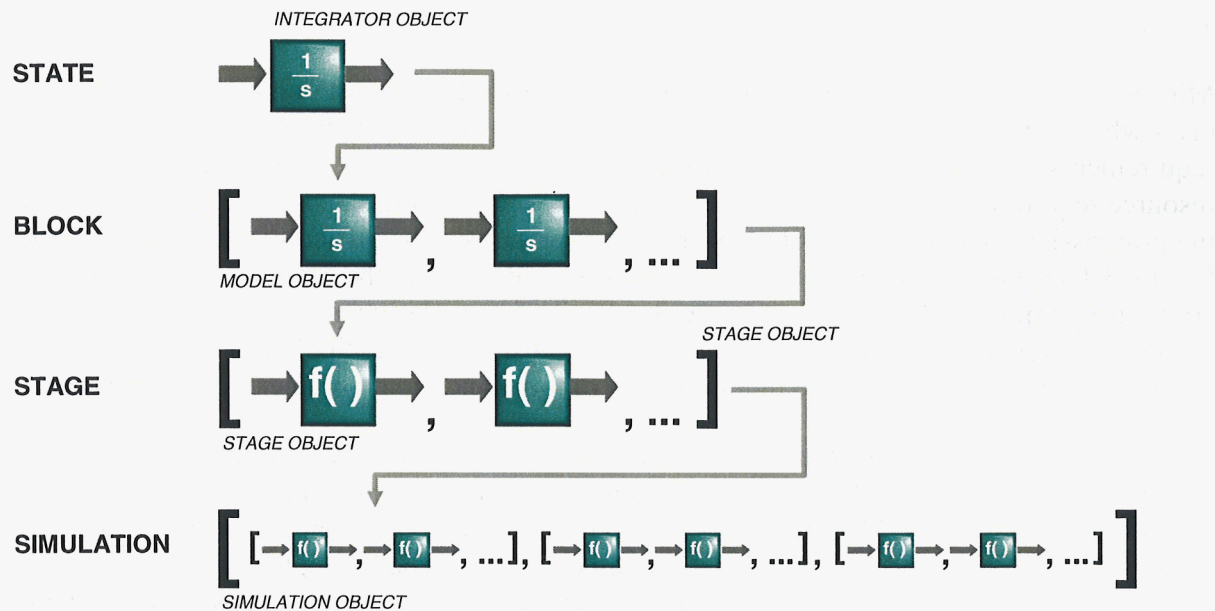 INTEGRATOR OBJECT
STATE
1
s
BLOCK
[ 1 , 1 , ... ]
s s
MODEL OBJECT
STAGE OBJECT
STAGE
[ f( ) , f( ) , ... ]
STAGE OBJECT
SIMULATION
[ [ f( ) , f( ) , ... ] , [ f( ) , f( ) , ... ] , [ f( ) , f( ) , ... ] ]
SIMULATION OBJECT